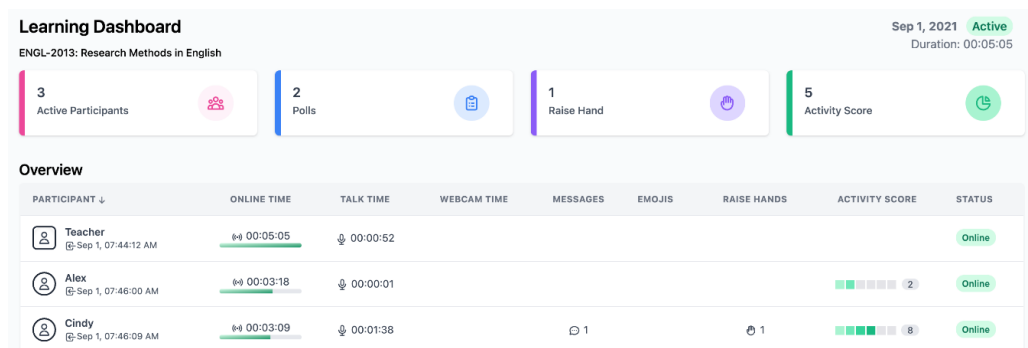 Learning Dashboard
Sep 1, 2021 Active
ENGL-2013: Research Methods in English
Duration: 00:05:05
3
Active Participants
2
Polls
1
Raise Hand
5
Activity Score
Overview
PARTICIPANT ↓ ONLINE TIME TALK TIME WEBCAM TIME MESSAGES EMOJIS RAISE HANDS ACTIVITY SCORE STATUS
Teacher
Sep 1, 07:44:12 AM
00:05:05 00:00:52 Online
Alex
Sep 1, 07:46:00 AM
00:03:18 00:00:01 2 Online
Cindy
Sep 1, 07:46:09 AM
00:03:09 00:01:38 1 1 8 Online